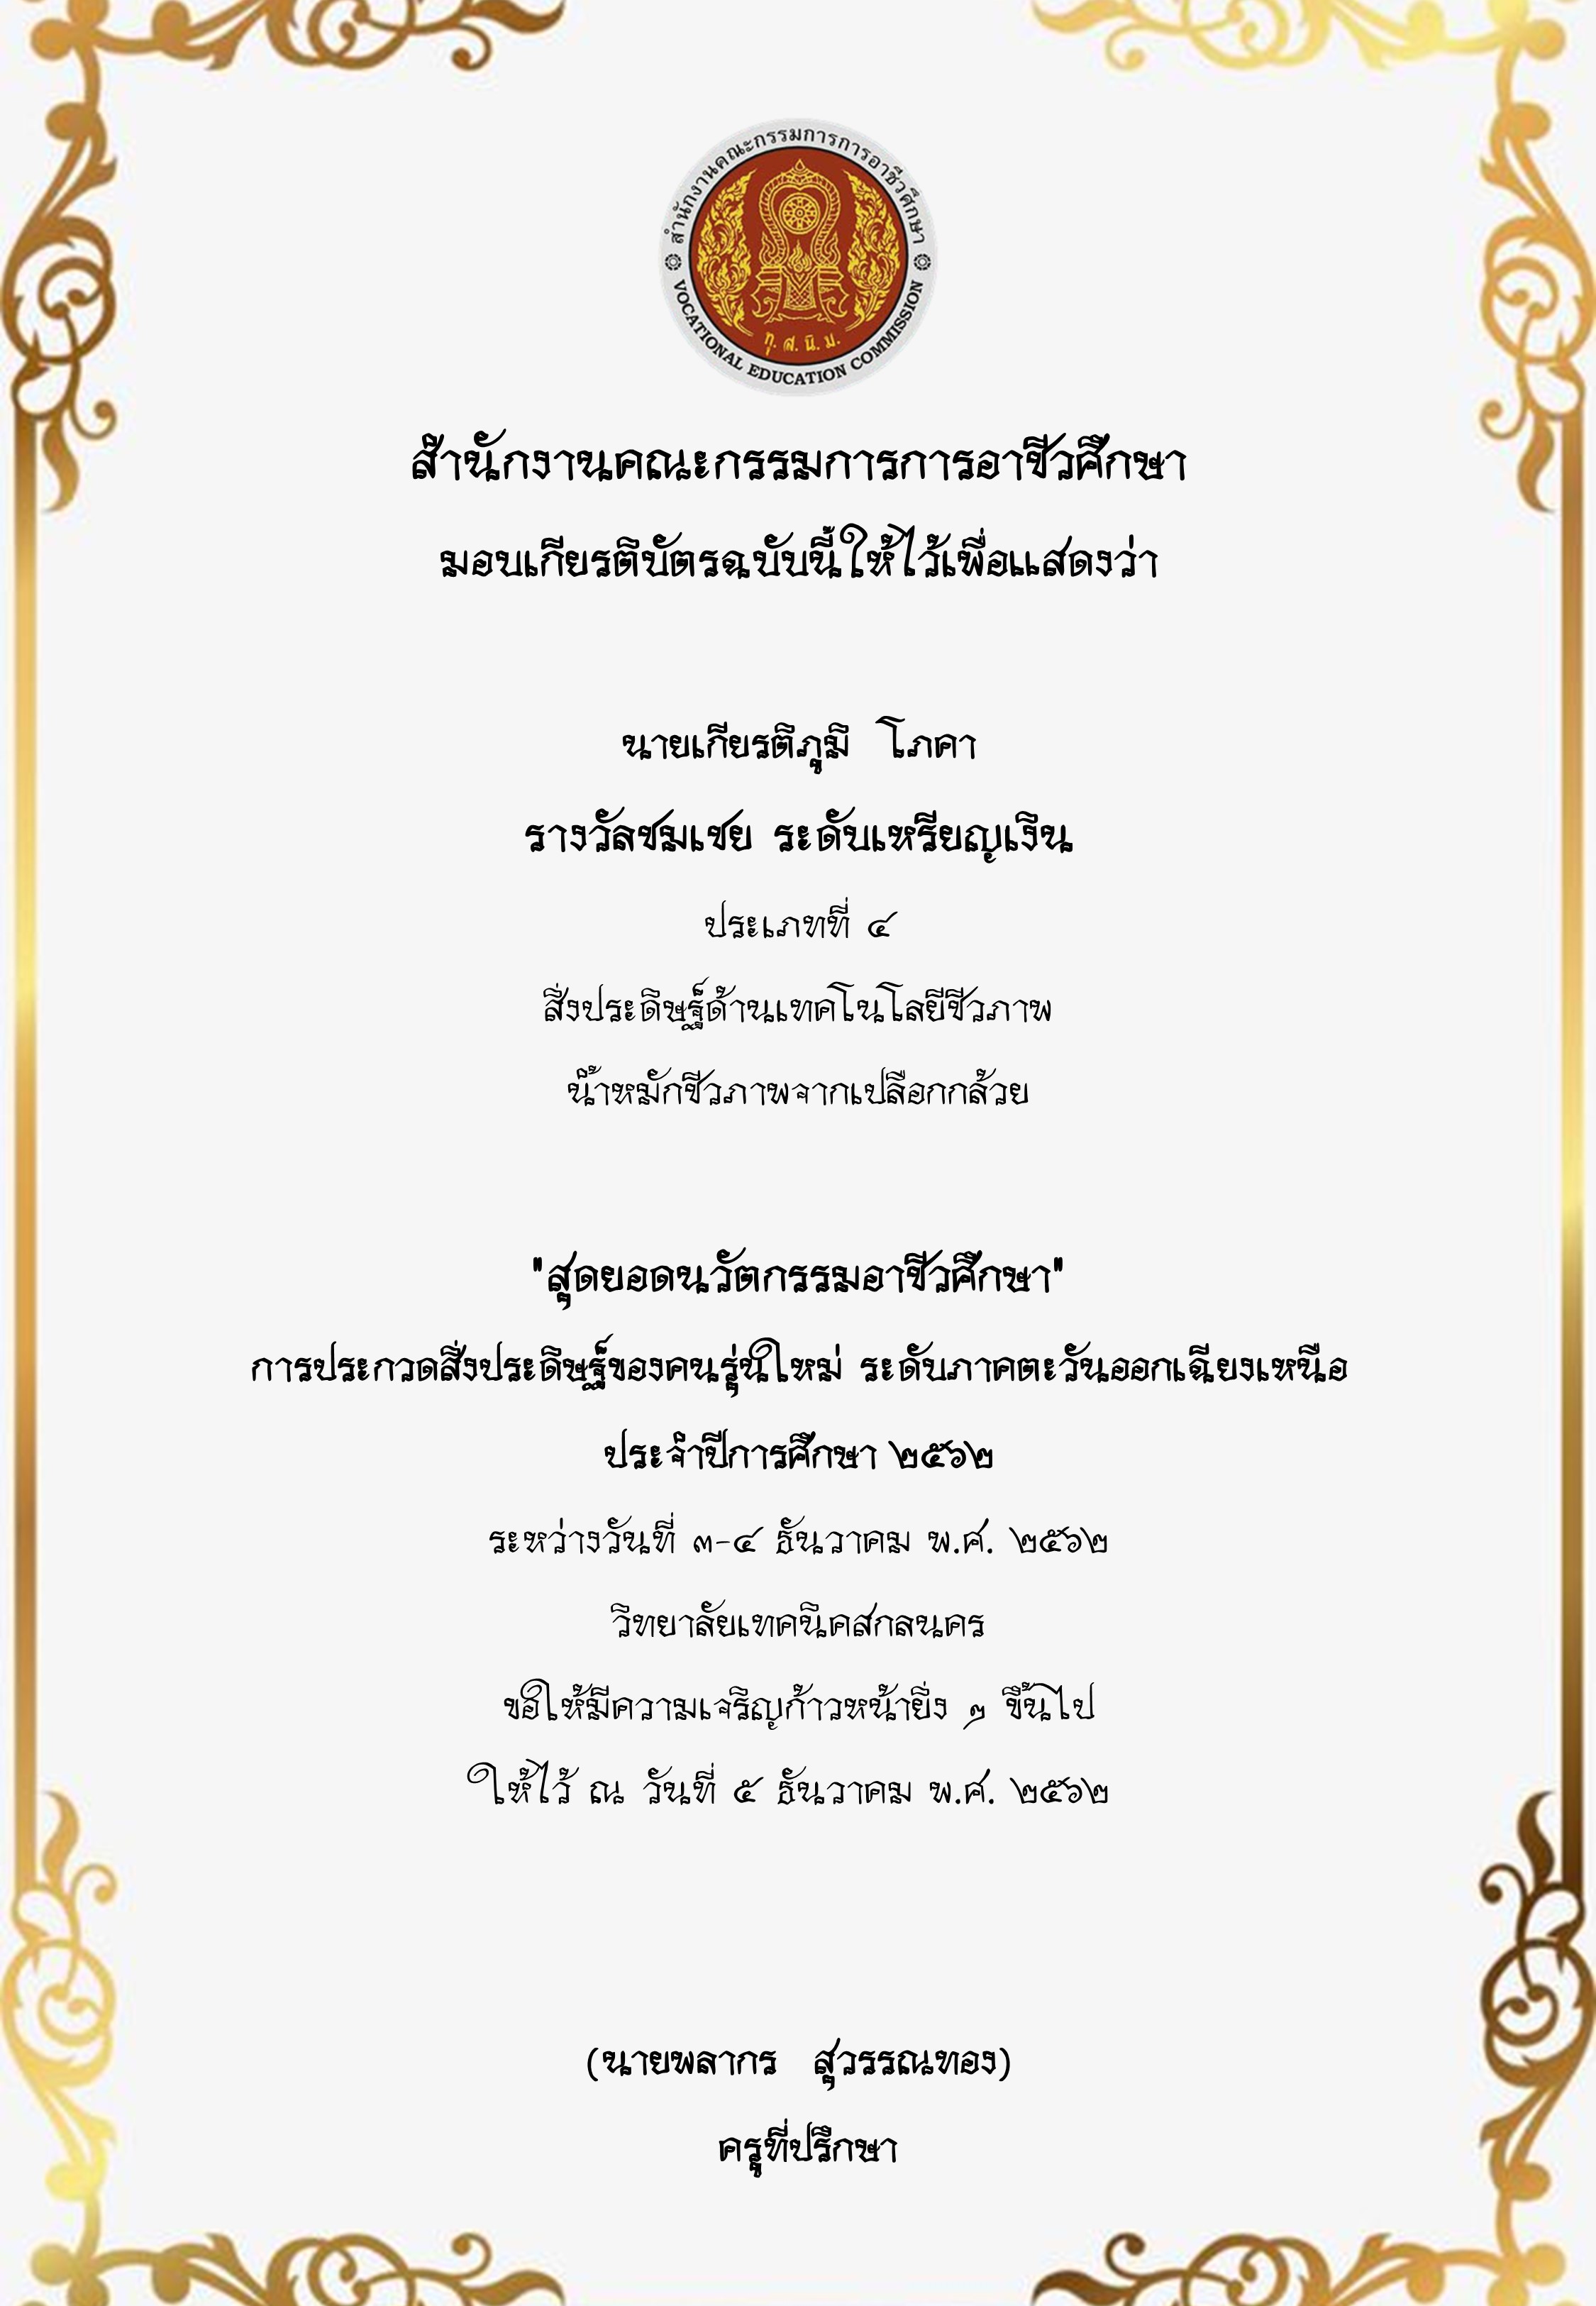 สำนักงานคณะกรรมการการอาชีวศึกษา
VOCATIONAL EDUCATION COMMISSION
ทุ. ส. นิ. ม.
สำนักงานคณะกรรมการการอาชีวศึกษา
มอบเกียรติบัตรฉบับนี้ให้ไว้เพื่อแสดงว่า
นายเกียรติภูมิ โภคา
รางวัลชมเชย ระดับเหรียญเงิน
ประเภทที่ ๔
สิ่งประดิษฐ์ด้านเทคโนโลยีชีวภาพ
น้ำหมักชีวภาพจากเปลือกกล้วย
"สุดยอดนวัตกรรมอาชีวศึกษา"
การประกวดสิ่งประดิษฐ์ของคนรุ่นใหม่ ระดับภาคตะวันออกเฉียงเหนือ
ประจำปีการศึกษา ๒๕๖๒
ระหว่างวันที่ ๓-๔ ธันวาคม พ.ศ. ๒๕๖๒
วิทยาลัยเทคนิคสกลนคร
ขอให้มีความเจริญก้าวหน้ายิ่ง ๆ ขึ้นไป
ให้ไว้ ณ วันที่ ๕ ธันวาคม พ.ศ. ๒๕๖๒
(นายพลากร สุวรรณทอง)
ครูที่ปรึกษา